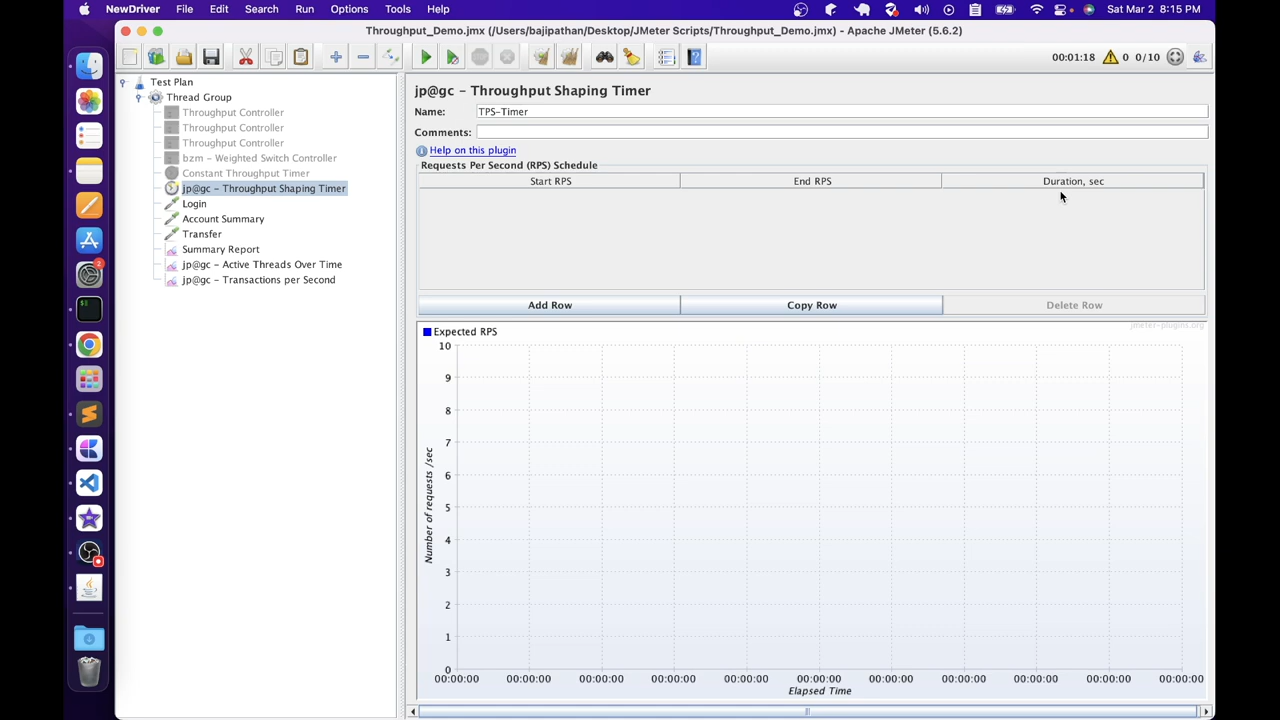 NewDriver File Edit Search Run Options Tools Help Sat Mar 2 8:15 PM
Throughput_Demo.jmx (/Users/bajipathan/Desktop/JMeter Scripts/Throughput_Demo.jmx) - Apache JMeter (5.6.2)
00:01:18 0 0/10
Test Plan
Thread Group
Throughput Controller
Throughput Controller
Throughput Controller
bzm - Weighted Switch Controller
Constant Throughput Timer
jp@gc - Throughput Shaping Timer
Login
Account Summary
Transfer
Summary Report
jp@gc - Active Threads Over Time
jp@gc - Transactions per Second
2
jp@gc - Throughput Shaping Timer
Name: TPS-Timer
Comments:
Help on this plugin
Requests Per Second (RPS) Schedule
Start RPS End RPS Duration, sec
Add Row Copy Row Delete Row
jmeter-plugins.org
Expected RPS
10
9
8
7
6
5
4
3
2
1
0
Number of requests /sec
00:00:00 00:00:00 00:00:00 00:00:00 00:00:00 00:00:00 00:00:00 00:00:00 00:00:00 00:00:00 00:00:00
Elapsed Time